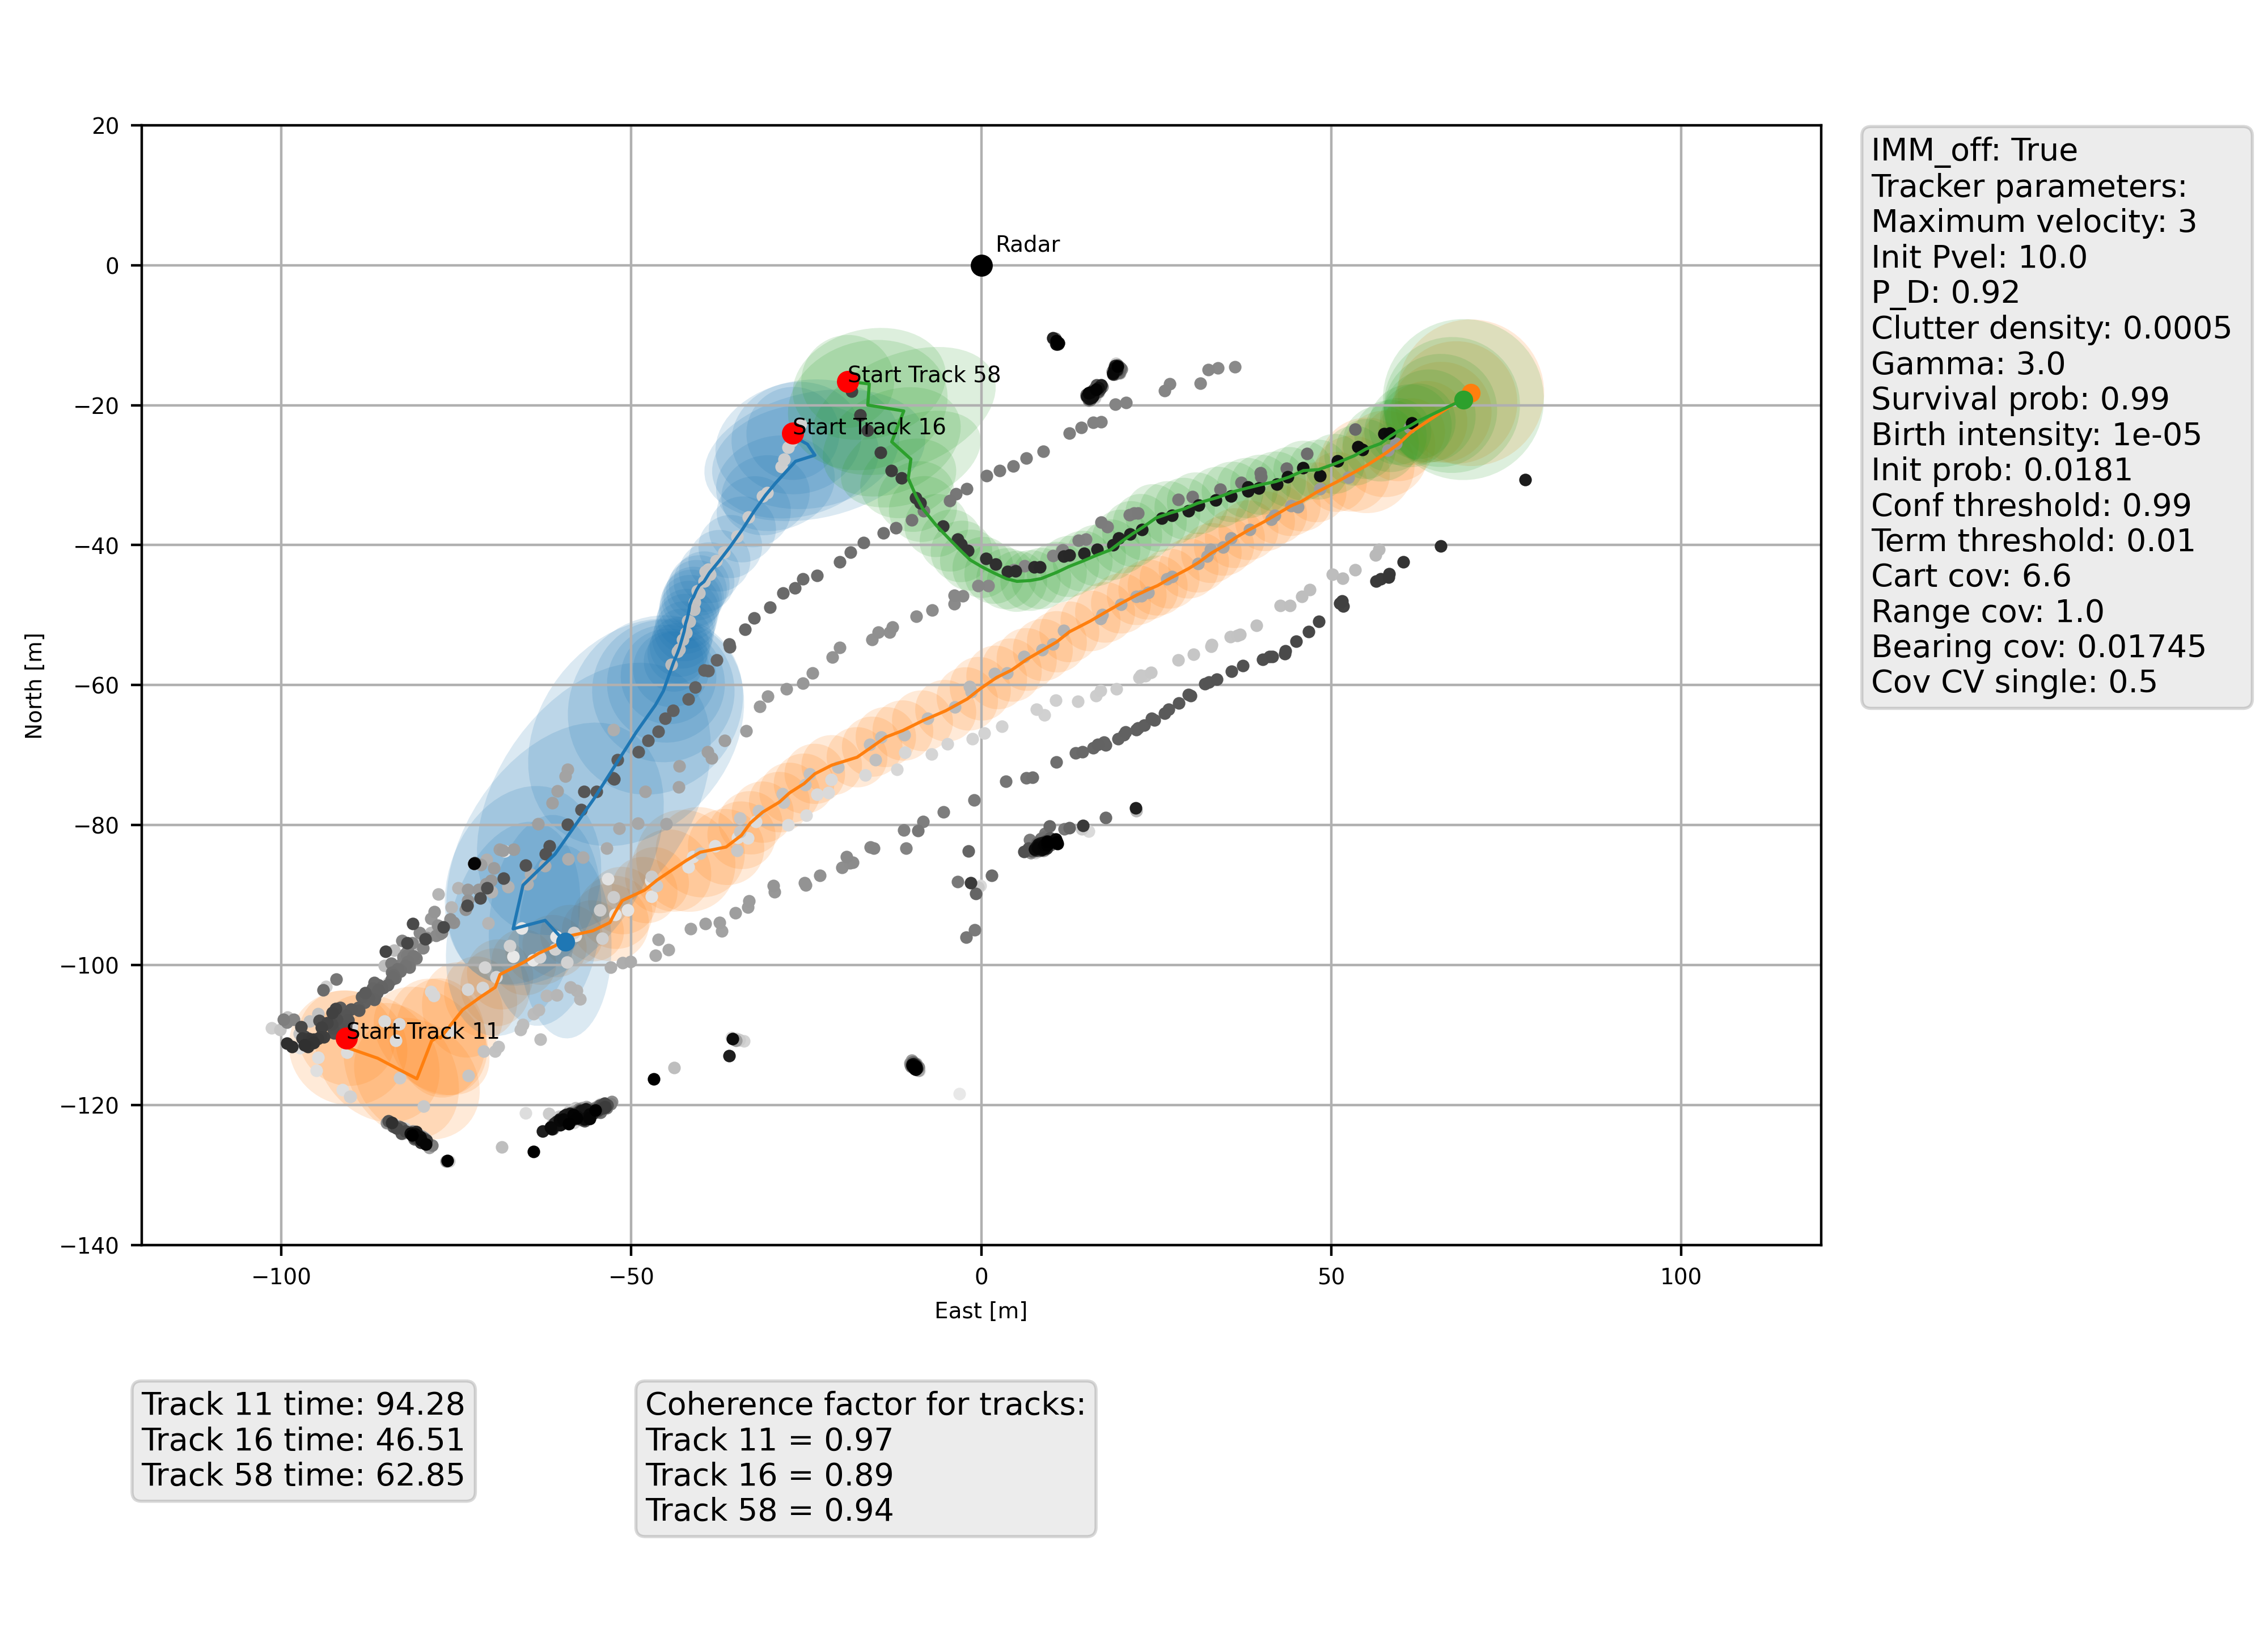 20
0
−20
−40
−60
−80
−100
−120
−140
North [m]
−100
−50
0
50
100
East [m]
Radar
Start Track 58
Start Track 16
Start Track 11
IMM_off: True
Tracker parameters:
Maximum velocity: 3
Init Pvel: 10.0
P_D: 0.92
Clutter density: 0.0005
Gamma: 3.0
Survival prob: 0.99
Birth intensity: 1e-05
Init prob: 0.0181
Conf threshold: 0.99
Term threshold: 0.01
Cart cov: 6.6
Range cov: 1.0
Bearing cov: 0.01745
Cov CV single: 0.5
Track 11 time: 94.28
Track 16 time: 46.51
Track 58 time: 62.85
Coherence factor for tracks:
Track 11 = 0.97
Track 16 = 0.89
Track 58 = 0.94